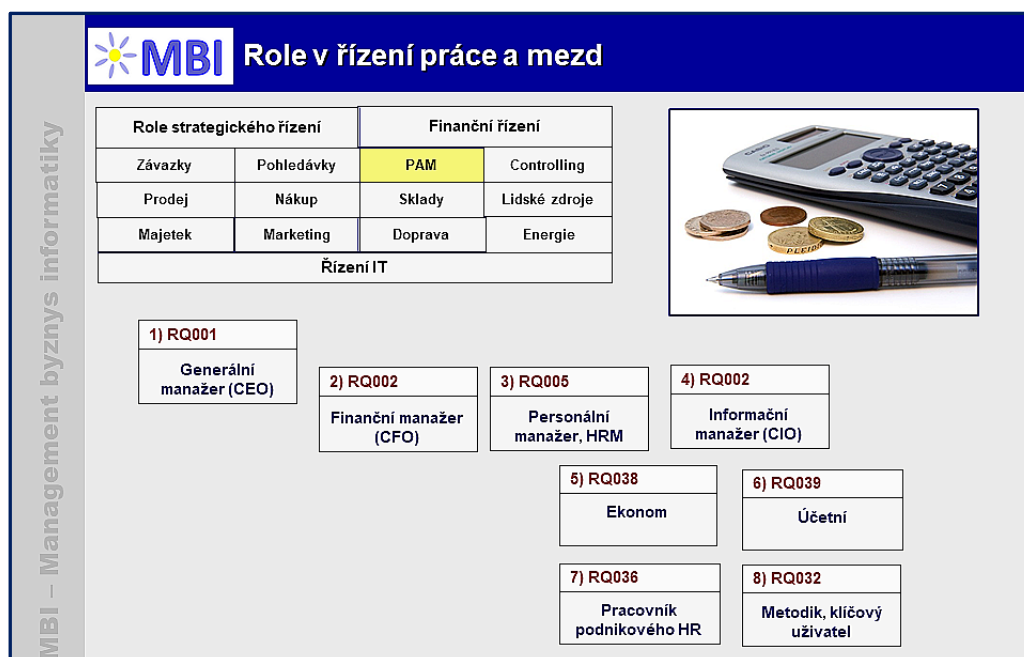 MBI
Role v řízení práce a mezd
MBI – Management byznys informatiky
Role strategického řízení
Finanční řízení
Závazky
Pohledávky
PAM
Controlling
Prodej
Nákup
Sklady
Lidské zdroje
Majetek
Marketing
Doprava
Energie
Řízení IT
CASIO
1) RQ001
Generální
manažer (CEO)
2) RQ002
Finanční manažer
(CFO)
3) RQ005
Personální
manažer, HRM
4) RQ002
Informační
manažer (CIO)
5) RQ038
Ekonom
6) RQ039
Účetní
7) RQ036
Pracovník
podnikového HR
8) RQ032
Metodik, klíčový
uživatel